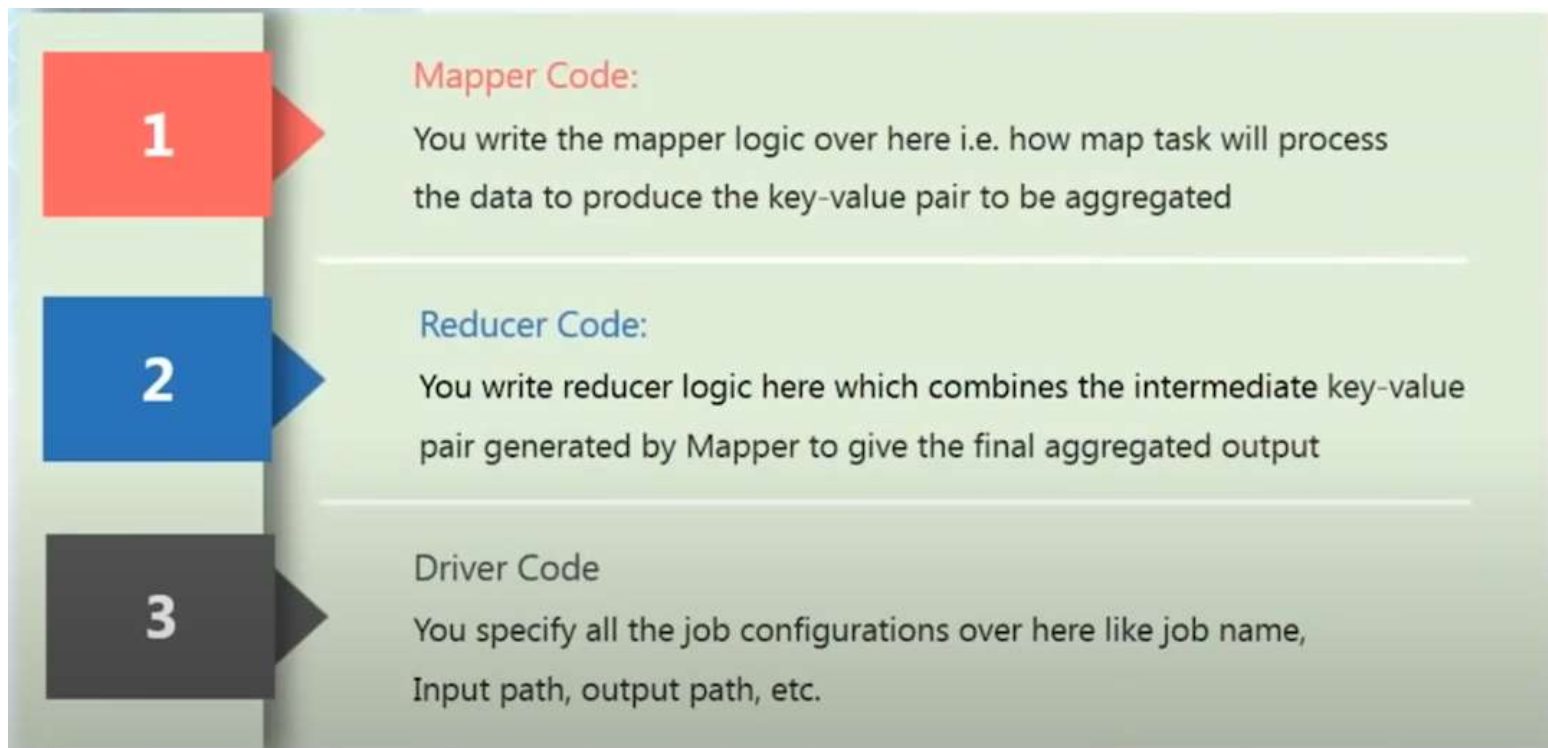 1
Mapper Code:
You write the mapper logic over here i.e. how map task will process
the data to produce the key-value pair to be aggregated
2
Reducer Code:
You write reducer logic here which combines the intermediate key-value
pair generated by Mapper to give the final aggregated output
3
Driver Code
You specify all the job configurations over here like job name,
Input path, output path, etc.